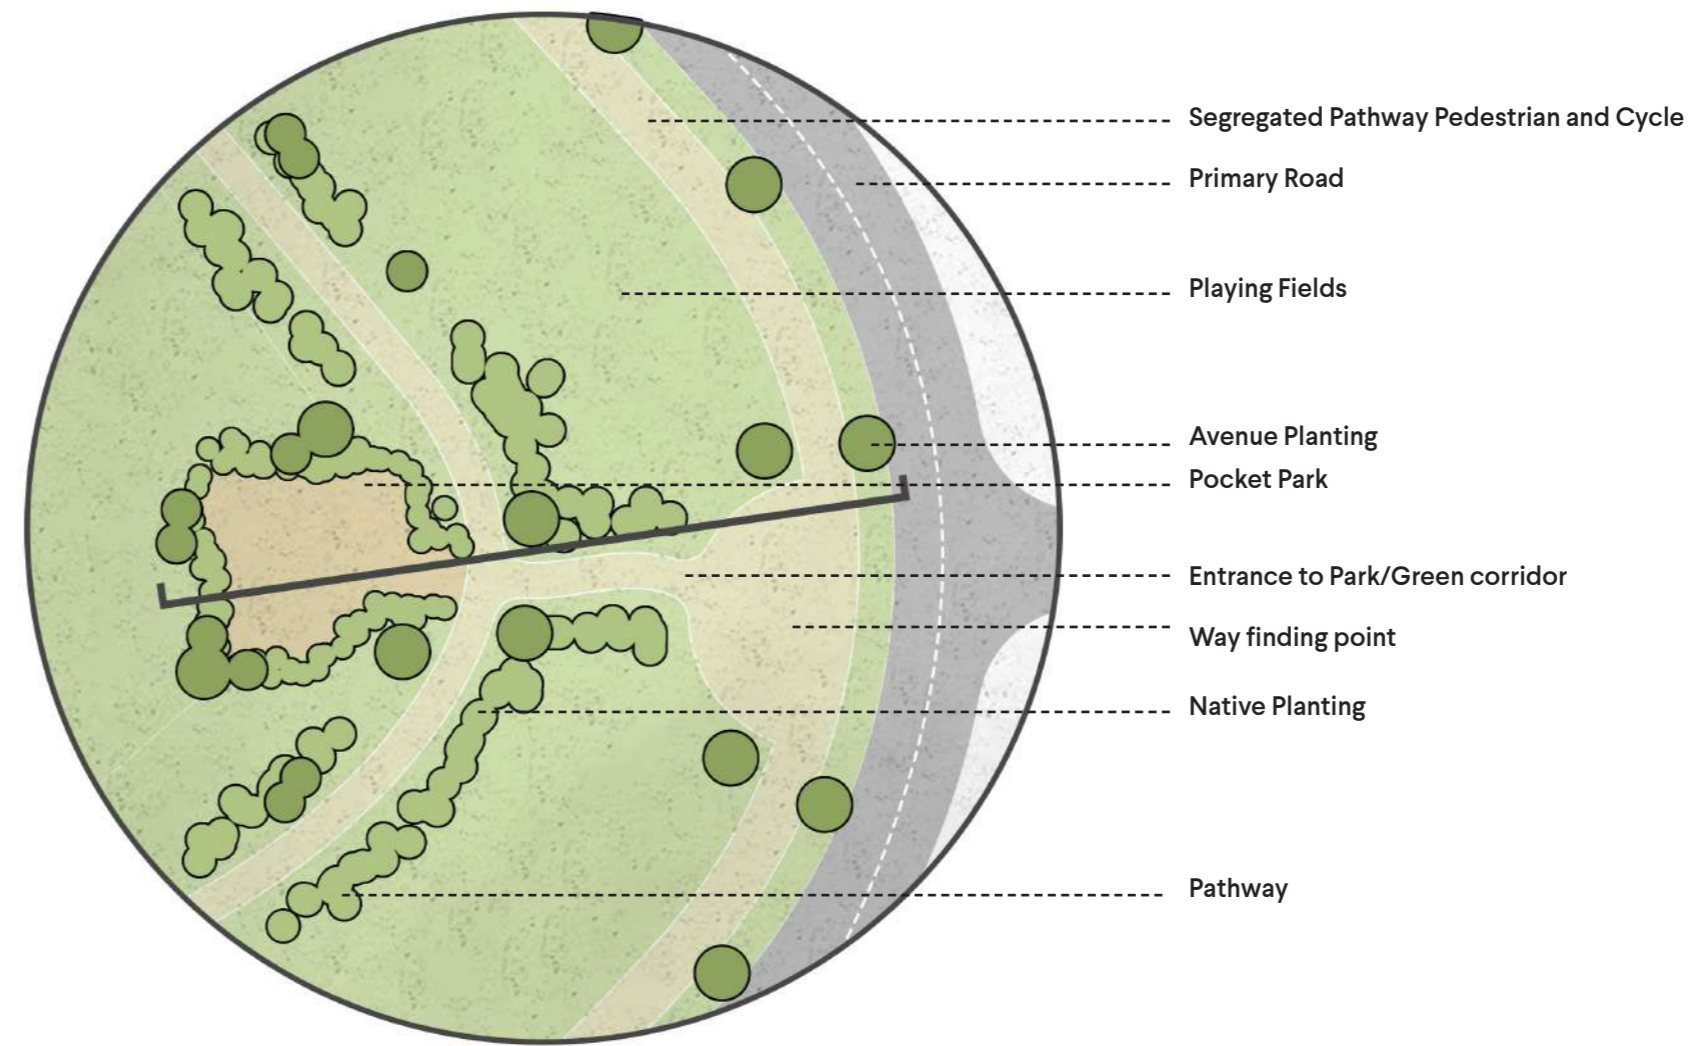 Segregated Pathway Pedestrian and Cycle
Primary Road
Playing Fields
Avenue Planting
Pocket Park
Entrance to Park/Green corridor
Way finding point
Native Planting
Pathway